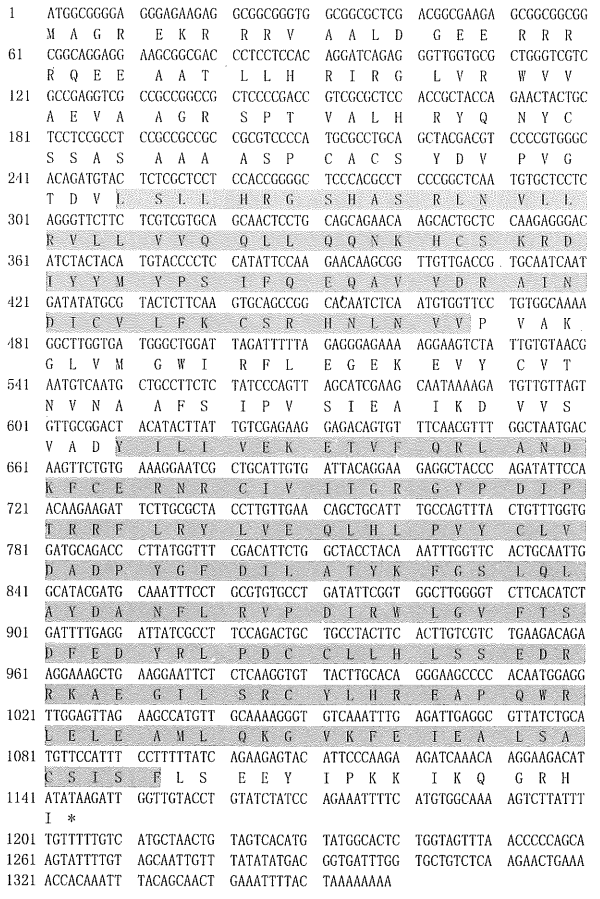 1 ATGGCGGGGA GGGAGAAGAG GCGGCGGGTG GCGGCGCTCG ACGGCGAAGA GCGGCGGCGG
M A G R E K R R R V A A L D G E E R R R
61 CGGCAGGAGG AAGCGGCGAC CCTCCTCCAC AGGATCAGAG GGTTGGTGCG CTGGGTCGTC
R Q E E A A T L L H R I R G L V R W V V
121 GCCGAGGTCG CCGCCGGCCG CTCCCCGACC GTCGCGCTCC ACCGCTACCA GAACTACTGC
A E V A A G R S P T V A L H R Y Q N Y C
181 TCCTCCGCCT CCGCCGCCGC CGCGTCCCCA TGCGCCTGCA GCTACGACGT CCCCGTGGGC
S S A S A A A A S P C A C S Y D V P V G
241 ACAGATGTAC TCTCGCTCCT CCACCGGGGC TCCCACGCCT CCCGGCTCAA TGTGCTCCTC
T D V L S L L H R G S H A S R L N V L L
301 AGGGTTCTTC TCGTCGTGCA GCAACTCCTG CAGCAGAACA AGCACTGCTC CAAGAGGGAC
R V L L V V Q Q L L Q Q N K H C S K R D
361 ATCTACTACA TGTACCCCTC CATATTCCAA GAACAAGCGG TTGTTGACCG TGCAATCAAT
I Y Y M Y P S I F Q E Q A V V D R A I N
421 GATATATGCG TACTCTTCAA GTGCAGCCGG CACAATCTCA ATGTGGTTCC TGTGGCAAAA
D I C V L F K C S R H N L N V V P V A K
481 GGCTTGGTGA TGGGCTGGAT TAGATTTTTA GAGGGAGAAA AGGAAGTCTA TTGTGTAACG
G L V M G W I R F L E G E K E V Y C V T
541 AATGTCAATG CTGCCTTCTC TATCCCAGTT AGCATCGAAG CAATAAAAGA TGTTGTTAGT
N V N A A F S I P V S I E A I K D V V S
601 GTTGCGGACT ACATACTTAT TGTCGAGAAG GAGACAGTGT TTCAACGTTT GGCTAATGAC
V A D Y I L I V E K E T V F Q R L A N D
661 AAGTTCTGTG AAAGGAATCG CTGCATTGTG ATTACAGGAA GAGGCTACCC AGATATTCCA
K F C E R N R C I V I T G R G Y P D I P
721 ACAAGAAGAT TCTTGCGCTA CCTTGTTGAA CAGCTGCATT TGCCAGTTTA CTGTTTGGTG
T R R F L R Y L V E Q L H L P V Y C L V
781 GATGCAGACC CTTATGGTTT CGACATTCTG GCTACCTACA AATTTGGTTC ACTGCAATTG
D A D P Y G F D I L A T Y K F G S L Q L
841 GCATACGATG CAAATTTCCT GCGTGTGCCT GATATTCGGT GGCTTGGGGT CTTCACATCT
A Y D A N F L R V P D I R W L G V F T S
901 GATTTTGAGG ATTATCGCCT TCCAGACTGC TGCCTACTTC ACTTGTCGTC TGAAGACAGA
D F E D Y R L P D C C L L H L S S E D R
961 AGGAAAGCTG AAGGAATTCT CTCAAGGTGT TACTTGCACA GGGAAGCCCC ACAATGGAGG
R K A E G I L S R C Y L H R E A P Q W R
1021 TTGGAGTTAG AAGCCATGTT GCAAAAGGGT GTCAAATTTG AGATTGAGGC GTTATCTGCA
L E L E A M L Q K G V K F E I E A L S A
1081 TGTTCCATTT CCTTTTTATC AGAAGAGTAC ATTCCCAAGA AGATCAAACA AGGAAGACAT
C S I S F L S E E Y I P K K I K Q G R H
1141 ATATAAGATT GGTTGTACCT GTATCTATCC AGAAATTTTC ATGTGGCAAA AGTCTTATTT
I *
1201 TGTTTTTGTC ATGCTAACTG TAGTCACATG TATGGCACTC TGGTAGTTTA ACCCCCAGCA
1261 AGTATTTTGT AGCAATTGTT TATATATGAC GGTGATTTGG TGCTGTCTCA AGAACTGAAA
1321 ACCACAAATT TACAGCAACT GAAATTTTAC TAAAAAAAA